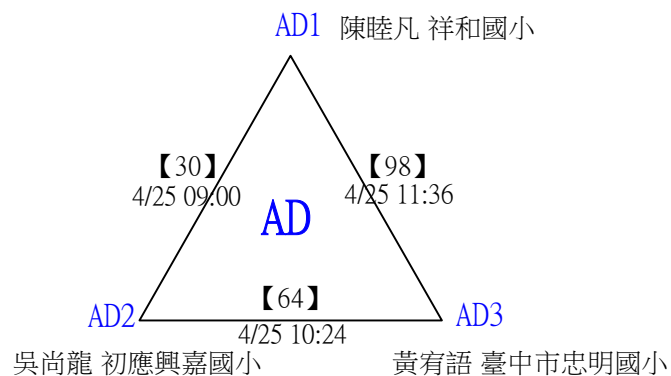 AD1 陳睦凡 祥和國小
【30】 【98】
4/25 09:00 4/25 11:36
AD
【64】
AD2 AD3
4/25 10:24
吳尚龍 初應興嘉國小 黃宥語 臺中市忠明國小